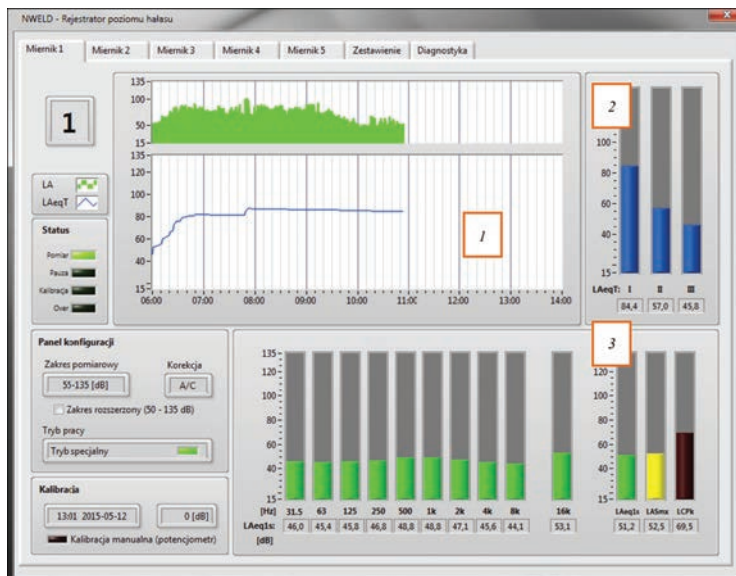 NWELD - Rejestrator poziomu hałasu
Miernik 1 Miernik 2 Miernik 3 Miernik 4 Miernik 5 Zestawienie Diagnostyka
1
LA
LAeqT
Status
Pomiar
Pauza
Kalibracja
Over
135
100
50
15
135
120
100
80
60
40
15
06:00 07:00 08:00 09:00 10:00 11:00 12:00 13:00 14:00
1
2
100
80
60
40
15
LAeqT: I II III
84,4 57,0 45,8
Panel konfiguracji
Zakres pomiarowy Korekcja
55-135 [dB] A/C
Zakres rozszerzony (50 - 135 dB)
Tryb pracy
Tryb specjalny
Kalibracja
13:01 2015-05-12 0 [dB]
Kalibracja manualna (potencjometr)
135
120
100
80
60
40
15
[Hz] 31.5 63 125 250 500 1k 2k 4k 8k 16k
LAeq1s: 46,0 45,4 45,8 46,8 48,8 48,8 47,1 45,6 44,1 53,1
[dB]
3
120
100
80
60
40
15
LAeq1s LASmx LCPk
51,2 52,5 69,5